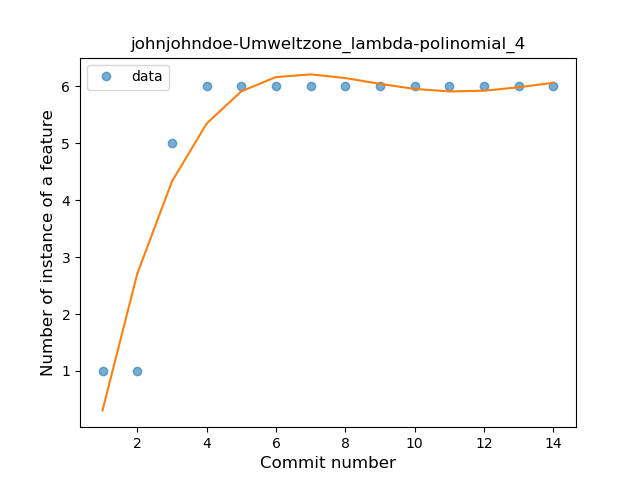 johnjohndoe-Umweltzone_lambda-polinomial_4
data
Number of instance of a feature
6
5
4
3
2
1
2 4 6 8 10 12 14
Commit number